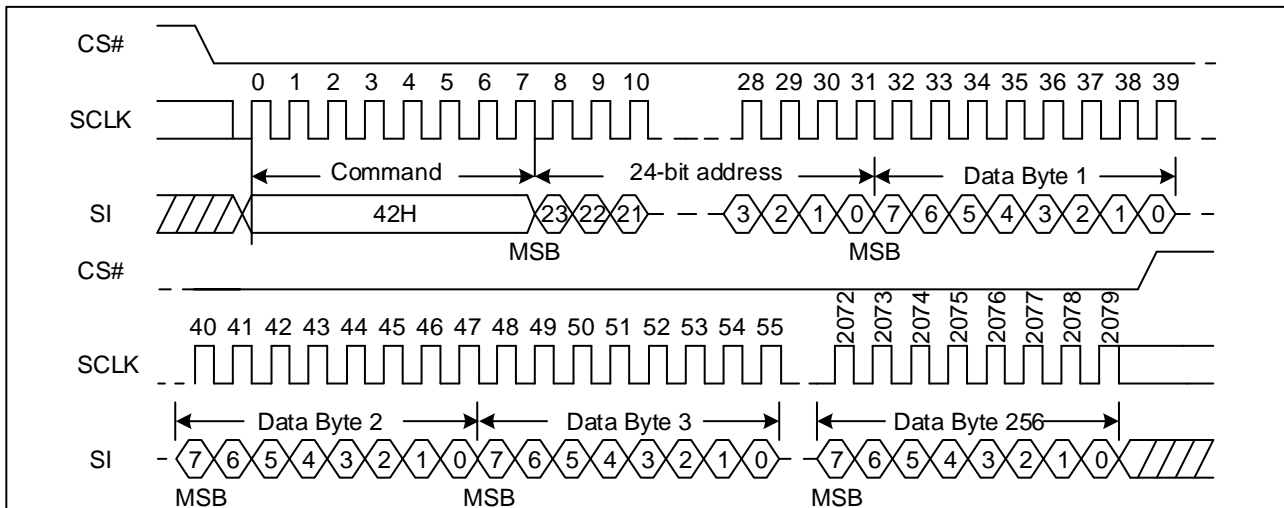 CS#
0 1 2 3 4 5 6 7 8 9 10 28 29 30 31 32 33 34 35 36 37 38 39
SCLK
Command 24-bit address Data Byte 1
SI 42H 23 22 21 3 2 1 0 7 6 5 4 3 2 1 0
MSB MSB
CS#
40 41 42 43 44 45 46 47 48 49 50 51 52 53 54 55 2072 2073 2074 2075 2076 2077 2078 2079
SCLK
Data Byte 2 Data Byte 3 Data Byte 256
SI 7 6 5 4 3 2 1 0 7 6 5 4 3 2 1 0 7 6 5 4 3 2 1 0
MSB MSB MSB